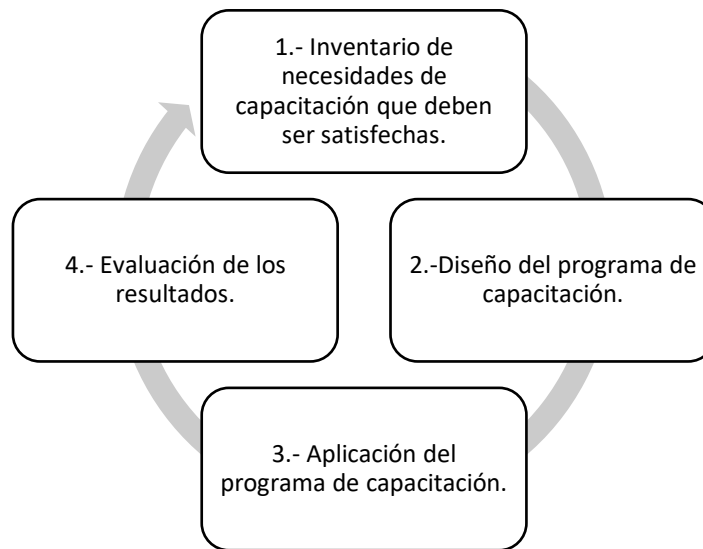 1.- Inventario de
necesidades de
capacitación que deben
ser satisfechas.
2.-Diseño del programa de
capacitación.
3.- Aplicación del
programa de capacitación.
4.- Evaluación de los
resultados.